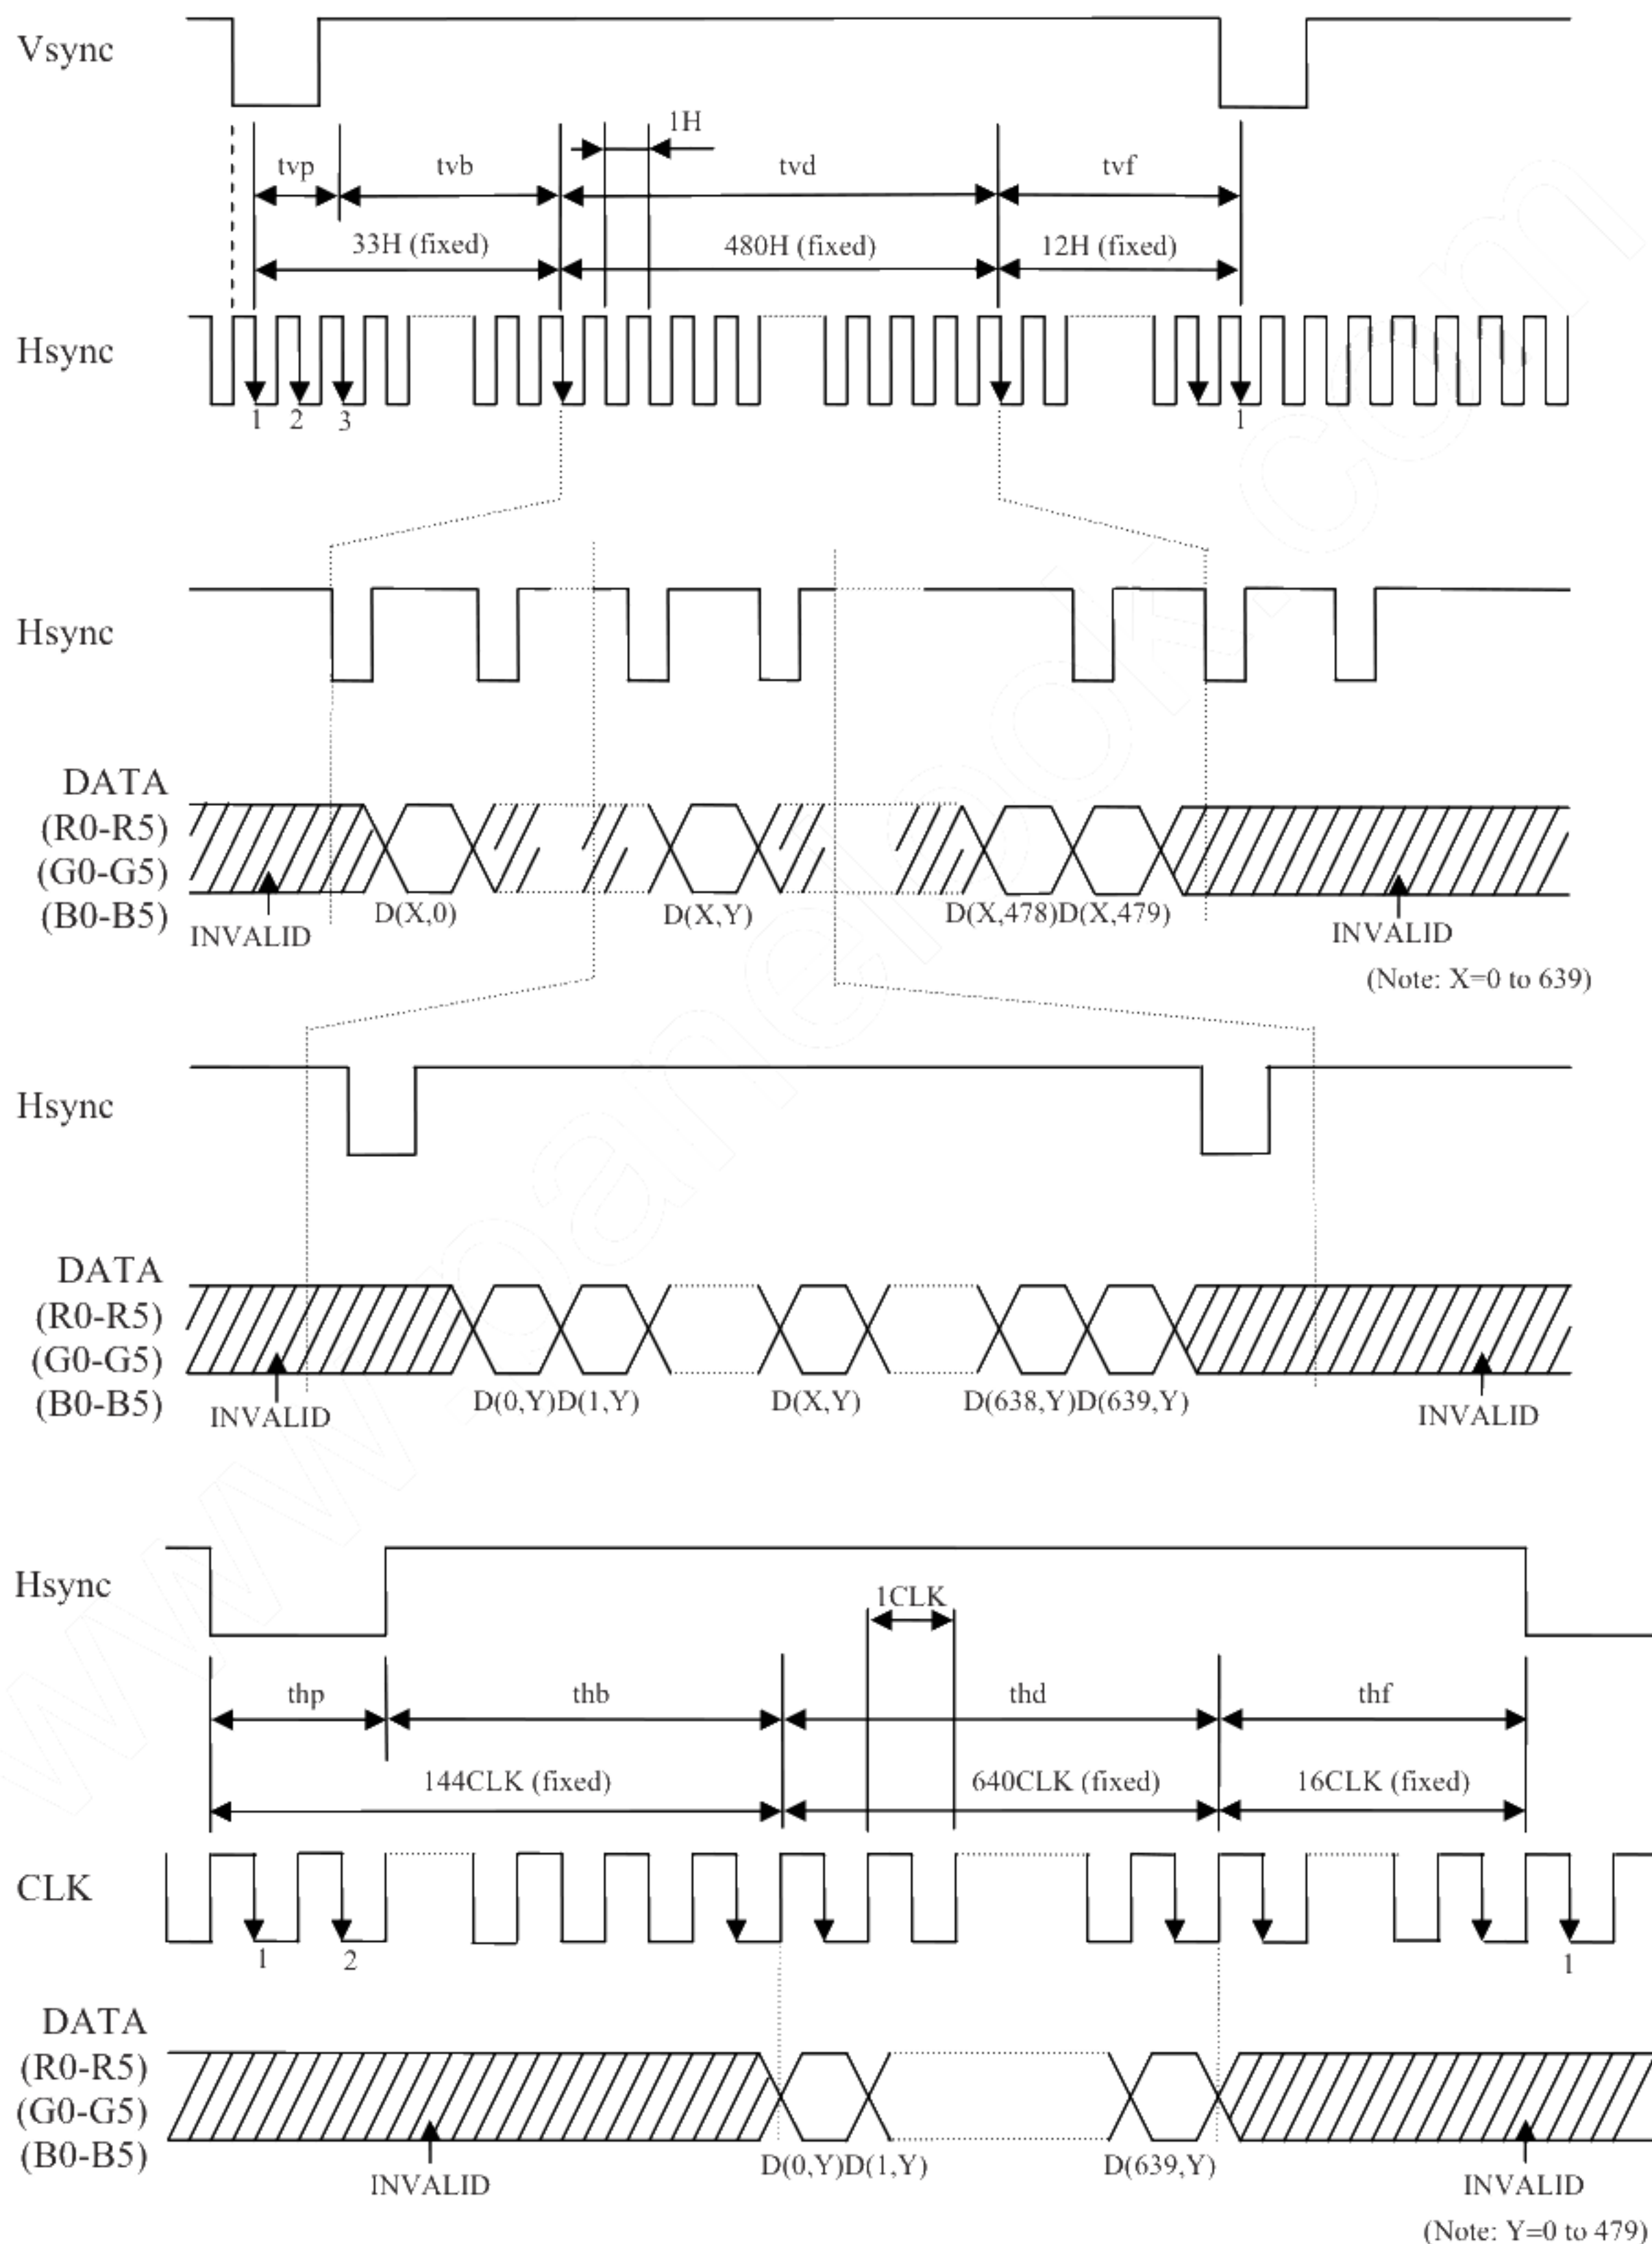 Vsync
1H
tvp tvb tvd tvf
33H (fixed) 480H (fixed) 12H (fixed)
Hsync
1 2 3 1
Hsync
DATA
(R0-R5)
(G0-G5)
(B0-B5)
D(X,0) D(X,Y) D(X,478)D(X,479)
INVALID INVALID
(Note: X=0 to 639)
Hsync
DATA
(R0-R5)
(G0-G5)
(B0-B5)
D(0,Y)D(1,Y) D(X,Y) D(638,Y)D(639,Y)
INVALID INVALID
Hsync
1CLK
thp thb thd thf
144CLK (fixed) 640CLK (fixed) 16CLK (fixed)
CLK
1 2 1
DATA
(R0-R5)
(G0-G5)
(B0-B5)
D(0,Y)D(1,Y) D(639,Y)
INVALID INVALID
(Note: Y=0 to 479)
www.panelook.com